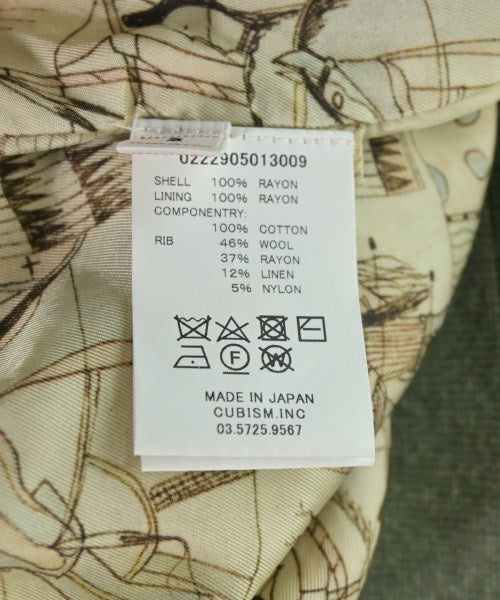 0222905013009
SHELL 100% RAYON
LINING 100% RAYON
COMPONENTRY:
100% COTTON
RIB 46% WOOL
37% RAYON
12% LINEN
5% NYLON
F W
MADE IN JAPAN
CUBISM.INC
03.5725.9567